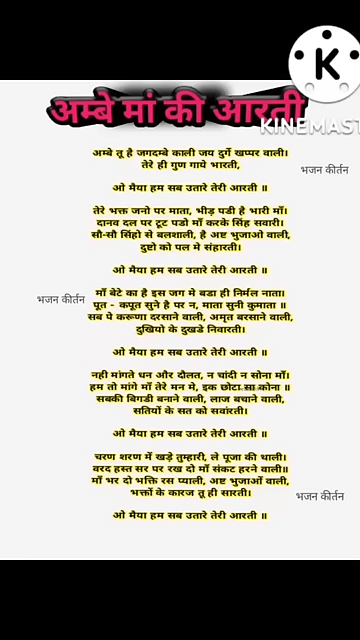 K
KINEMAST
अम्बे मां की आरती
अम्बे तू है जगदम्बे काली जय दुर्गे खप्पर वाली।
तेरे ही गुण गाये भारती,
भजन कीर्तन
ओ मैया हम सब उतारे तेरी आरती ॥
तेरे भक्त जनो पर माता, भीड़ पडी है भारी माँ।
दानव दल पर टूट पडो माँ करके सिंह सवारी।
सौ-सौ सिंहो से बलशाली, है अष्ट भुजाओ वाली,
दुष्टो को पल मे संहारती।
ओ मैया हम सब उतारे तेरी आरती ॥
माँ बेटे का है इस जग मे बडा ही निर्मल नाता।
भजन कीर्तन
पूत - कपूत सुने है पर न, माता सुनी कुमाता ॥
सब पे करूणा दरसाने वाली, अमृत बरसाने वाली,
दुखियो के दुखडे निवारती।
ओ मैया हम सब उतारे तेरी आरती ॥
नही मांगते धन और दौलत, न चांदी न सोना माँ।
हम तो मांगे माँ तेरे मन मे, इक छोटा सा कोना ॥
सबकी बिगडी बनाने वाली, लाज बचाने वाली,
सतियो के सत को सवांरती।
ओ मैया हम सब उतारे तेरी आरती ॥
चरण शरण में खड़े तुम्हारी, ले पूजा की थाली।
वरद हस्त सर पर रख दो माँ संकट हरने वाली॥
माँ भर दो भक्ति रस प्याली, अष्ट भुजाओं वाली,
भक्तों के कारज तू ही सारती।
भजन कीर्तन
ओ मैया हम सब उतारे तेरी आरती ॥